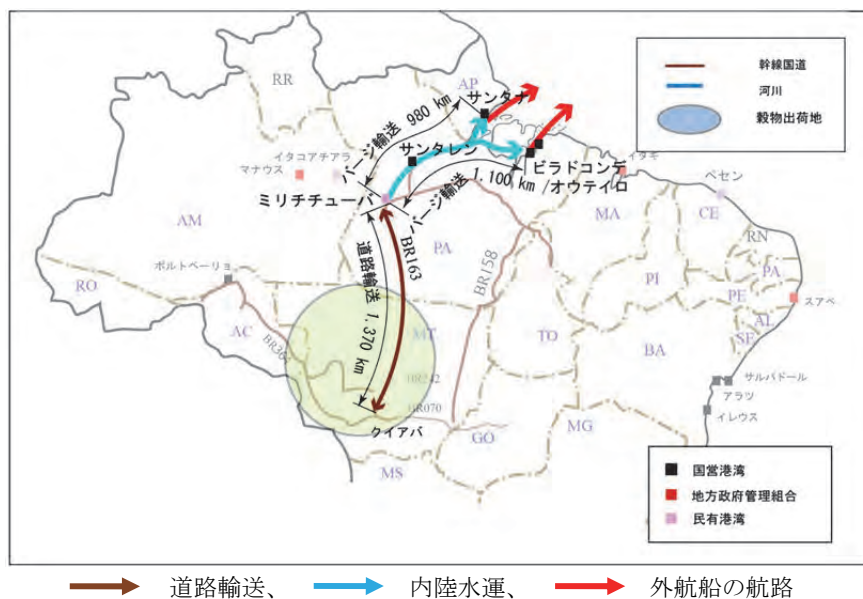 幹線国道
河川
穀物出荷地
RR
AP
サンタナ
バージ輸送 980 km
イタコアチアラ
マナウス
サンタレン
ビラドコンデ
/オウテイロ
イタキ
バージ輸送 1.100 km
ミリチチューバ
ペセン
AM
PA
MA
CE
BR163
道路輸送 1.370 km
BR158
RN
ポルトベーリョ
PI
PA
PE
RO
スアペ
AL
AC
MT
TO
SE
BA
BR242
サルバドール
アラツ
BR070
イレウス
クイアバ
GO
MG
MS
国営港湾
地方政府管理組合
民有港湾
道路輸送、 内陸水運、 外航船の航路